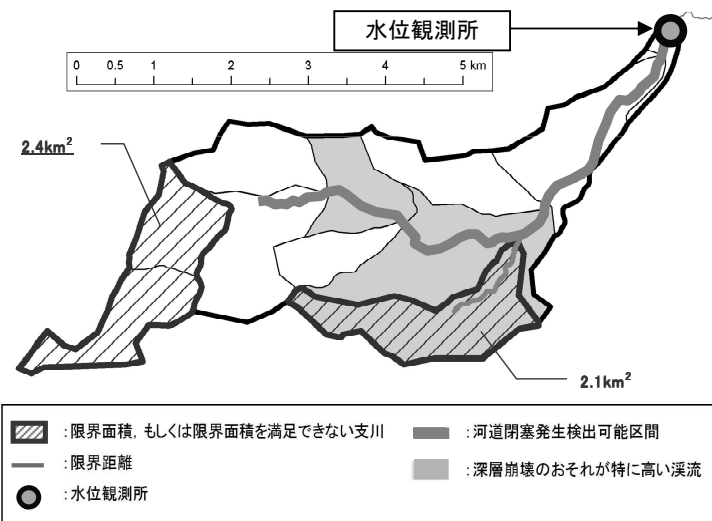 水位観測所
0 0.5 1 2 3 4 5 km
2.4km²
2.1km²
:限界面積,もしくは限界面積を満足できない支川
:河道閉塞発生検出可能区間
:限界距離
:深層崩壊のおそれが特に高い渓流
:水位観測所